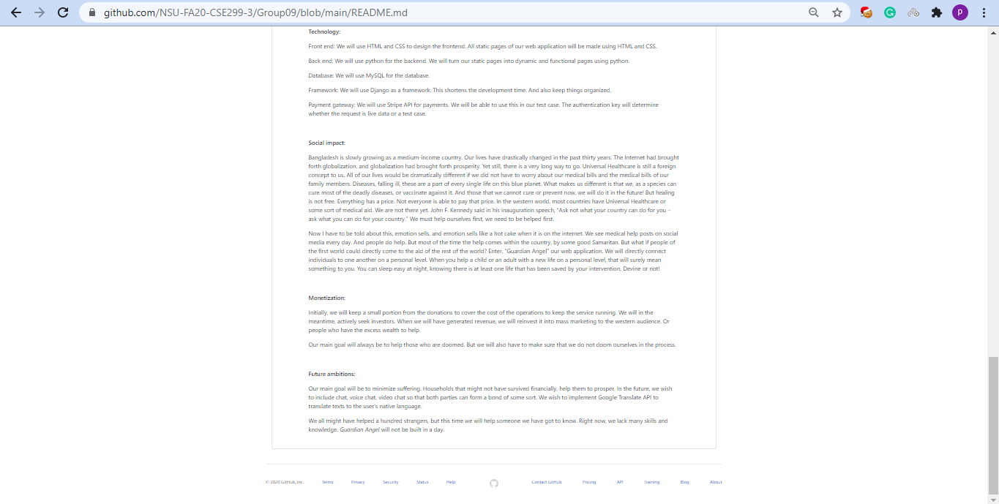 github.com/NSU-FA20-CSE299-3/Group09/blob/main/README.md
P
Technology:
Front end: We will use HTML and CSS to design the frontend. All static pages of our web application will be made using HTML and CSS.
Back end: We will use python for the backend. We will turn our static pages into dynamic and functional pages using python.
Database: We will use MySQL for the database.
Framework: We will use Django as a framework. This shortens the development time. And also keep things organized.
Payment gateway: We will use Stripe API for payments. We will be able to use this in our test case. The authentication key will determine
whether the request is live data or a test case.
Social impact:
Bangladesh is slowly growing as a medium-income country. Our lives have drastically changed in the past thirty years. The Internet had brought
forth globalization, and globalization had brought forth prosperity. Yet still, there is a very long way to go. Universal Healthcare is still a foreign
concept to us. All of our lives would be dramatically different if we did not have to worry about our medical bills and the medical bills of our
family members. Diseases, falling ill, these are a part of every single life on this blue planet. What makes us different is that we, as a species can
cure most of the deadly diseases, or vaccinate against it. And those that we cannot cure or prevent now, we will do it in the future! But healing
is not free. Everything has a price. Not everyone is able to pay that price. In the western world, most countries have Universal Healthcare or
some sort of medical aid. We are not there yet. John F. Kennedy said in his inauguration speech, "Ask not what your country can do for you –
ask what you can do for your country." We must help ourselves first, we need to be helped first.
Now I have to be told about this, emotion sells, and emotion sells like a hot cake when it is on the internet. We see medical help posts on social
media every day. And people do help. But most of the time the help comes within the country, by some good Samaritan. But what if people of
the first world could directly come to the aid of the rest of the world? Enter, "Guardian Angel" our web application. We will directly connect
individuals to one another on a personal level. When you help a child or an adult with a new life on a personal level, that will surely mean
something to you. You can sleep easy at night, knowing there is at least one life that has been saved by your intervention, Devine or not!
Monetization:
Initially, we will keep a small portion from the donations to cover the cost of the operations to keep the service running. We will in the
meantime, actively seek investors. When we will have generated revenue, we will reinvest it into mass marketing to the western audience. Or
people who have the excess wealth to help.
Our main goal will always be to help those who are doomed. But we will also have to make sure that we do not doom ourselves in the process.
Future ambitions:
Our main goal will be to minimize suffering. Households that might not have survived financially, help them to prosper. In the future, we wish
to include chat, voice chat, video chat so that both parties can form a bond of some sort. We wish to implement Google Translate API to
translate texts to the user's native language.
We all might have helped a hundred strangers, but this time we will help someone we have got to know. Right now, we lack many skills and
knowledge. Guardian Angel will not be built in a day.
© 2020 GitHub, Inc. Terms Privacy Security Status Help Contact GitHub Pricing API Training Blog About